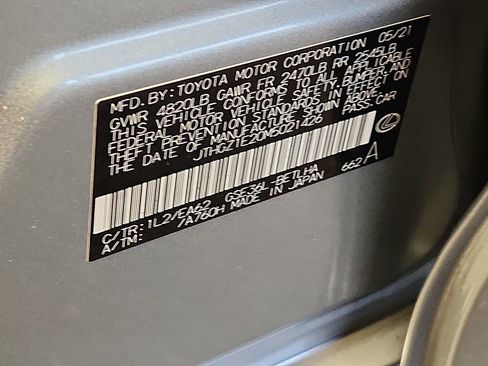 MFD. BY: TOYOTA MOTOR CORPORATION 05/21
GVWR 4820LB GAWR FR 2470LB RR 2545LB
THIS VEHICLE CONFORMS TO ALL APPLICABLE
FEDERAL MOTOR VEHICLE SAFETY, BUMPER, AND
THEFT PREVENTION STANDARDS IN EFFECT ON
THE DATE OF MANUFACTURE SHOWN ABOVE.
JTHGZ1E20M5021426 PASS. CAR
C/TR: 1L2/EA62 GSE36L-BETLHA
A/TM: -/A760H MADE IN JAPAN 662 A